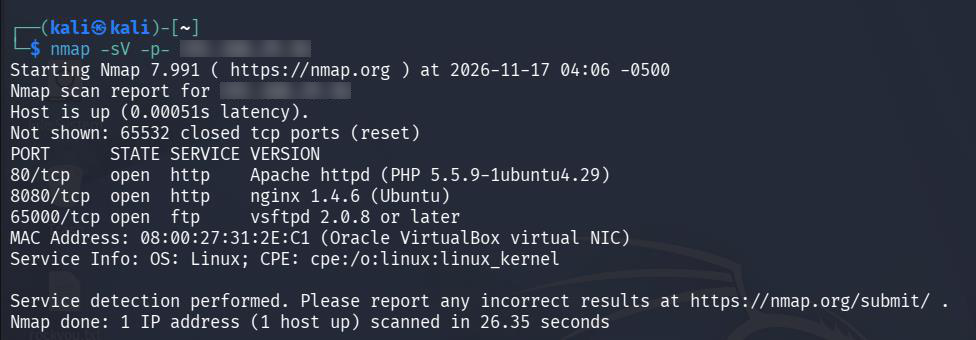 ┌──(kali㉿kali)-[~]
└─$ nmap -sV -p-
Starting Nmap 7.991 ( https://nmap.org ) at 2026-11-17 04:06 -0500
Nmap scan report for
Host is up (0.00051s latency).
Not shown: 65532 closed tcp ports (reset)
PORT      STATE SERVICE VERSION
80/tcp    open  http    Apache httpd (PHP 5.5.9-1ubuntu4.29)
8080/tcp  open  http    nginx 1.4.6 (Ubuntu)
65000/tcp open  ftp     vsftpd 2.0.8 or later
MAC Address: 08:00:27:31:2E:C1 (Oracle VirtualBox virtual NIC)
Service Info: OS: Linux; CPE: cpe:/o:linux:linux_kernel

Service detection performed. Please report any incorrect results at https://nmap.org/submit/ .
Nmap done: 1 IP address (1 host up) scanned in 26.35 seconds